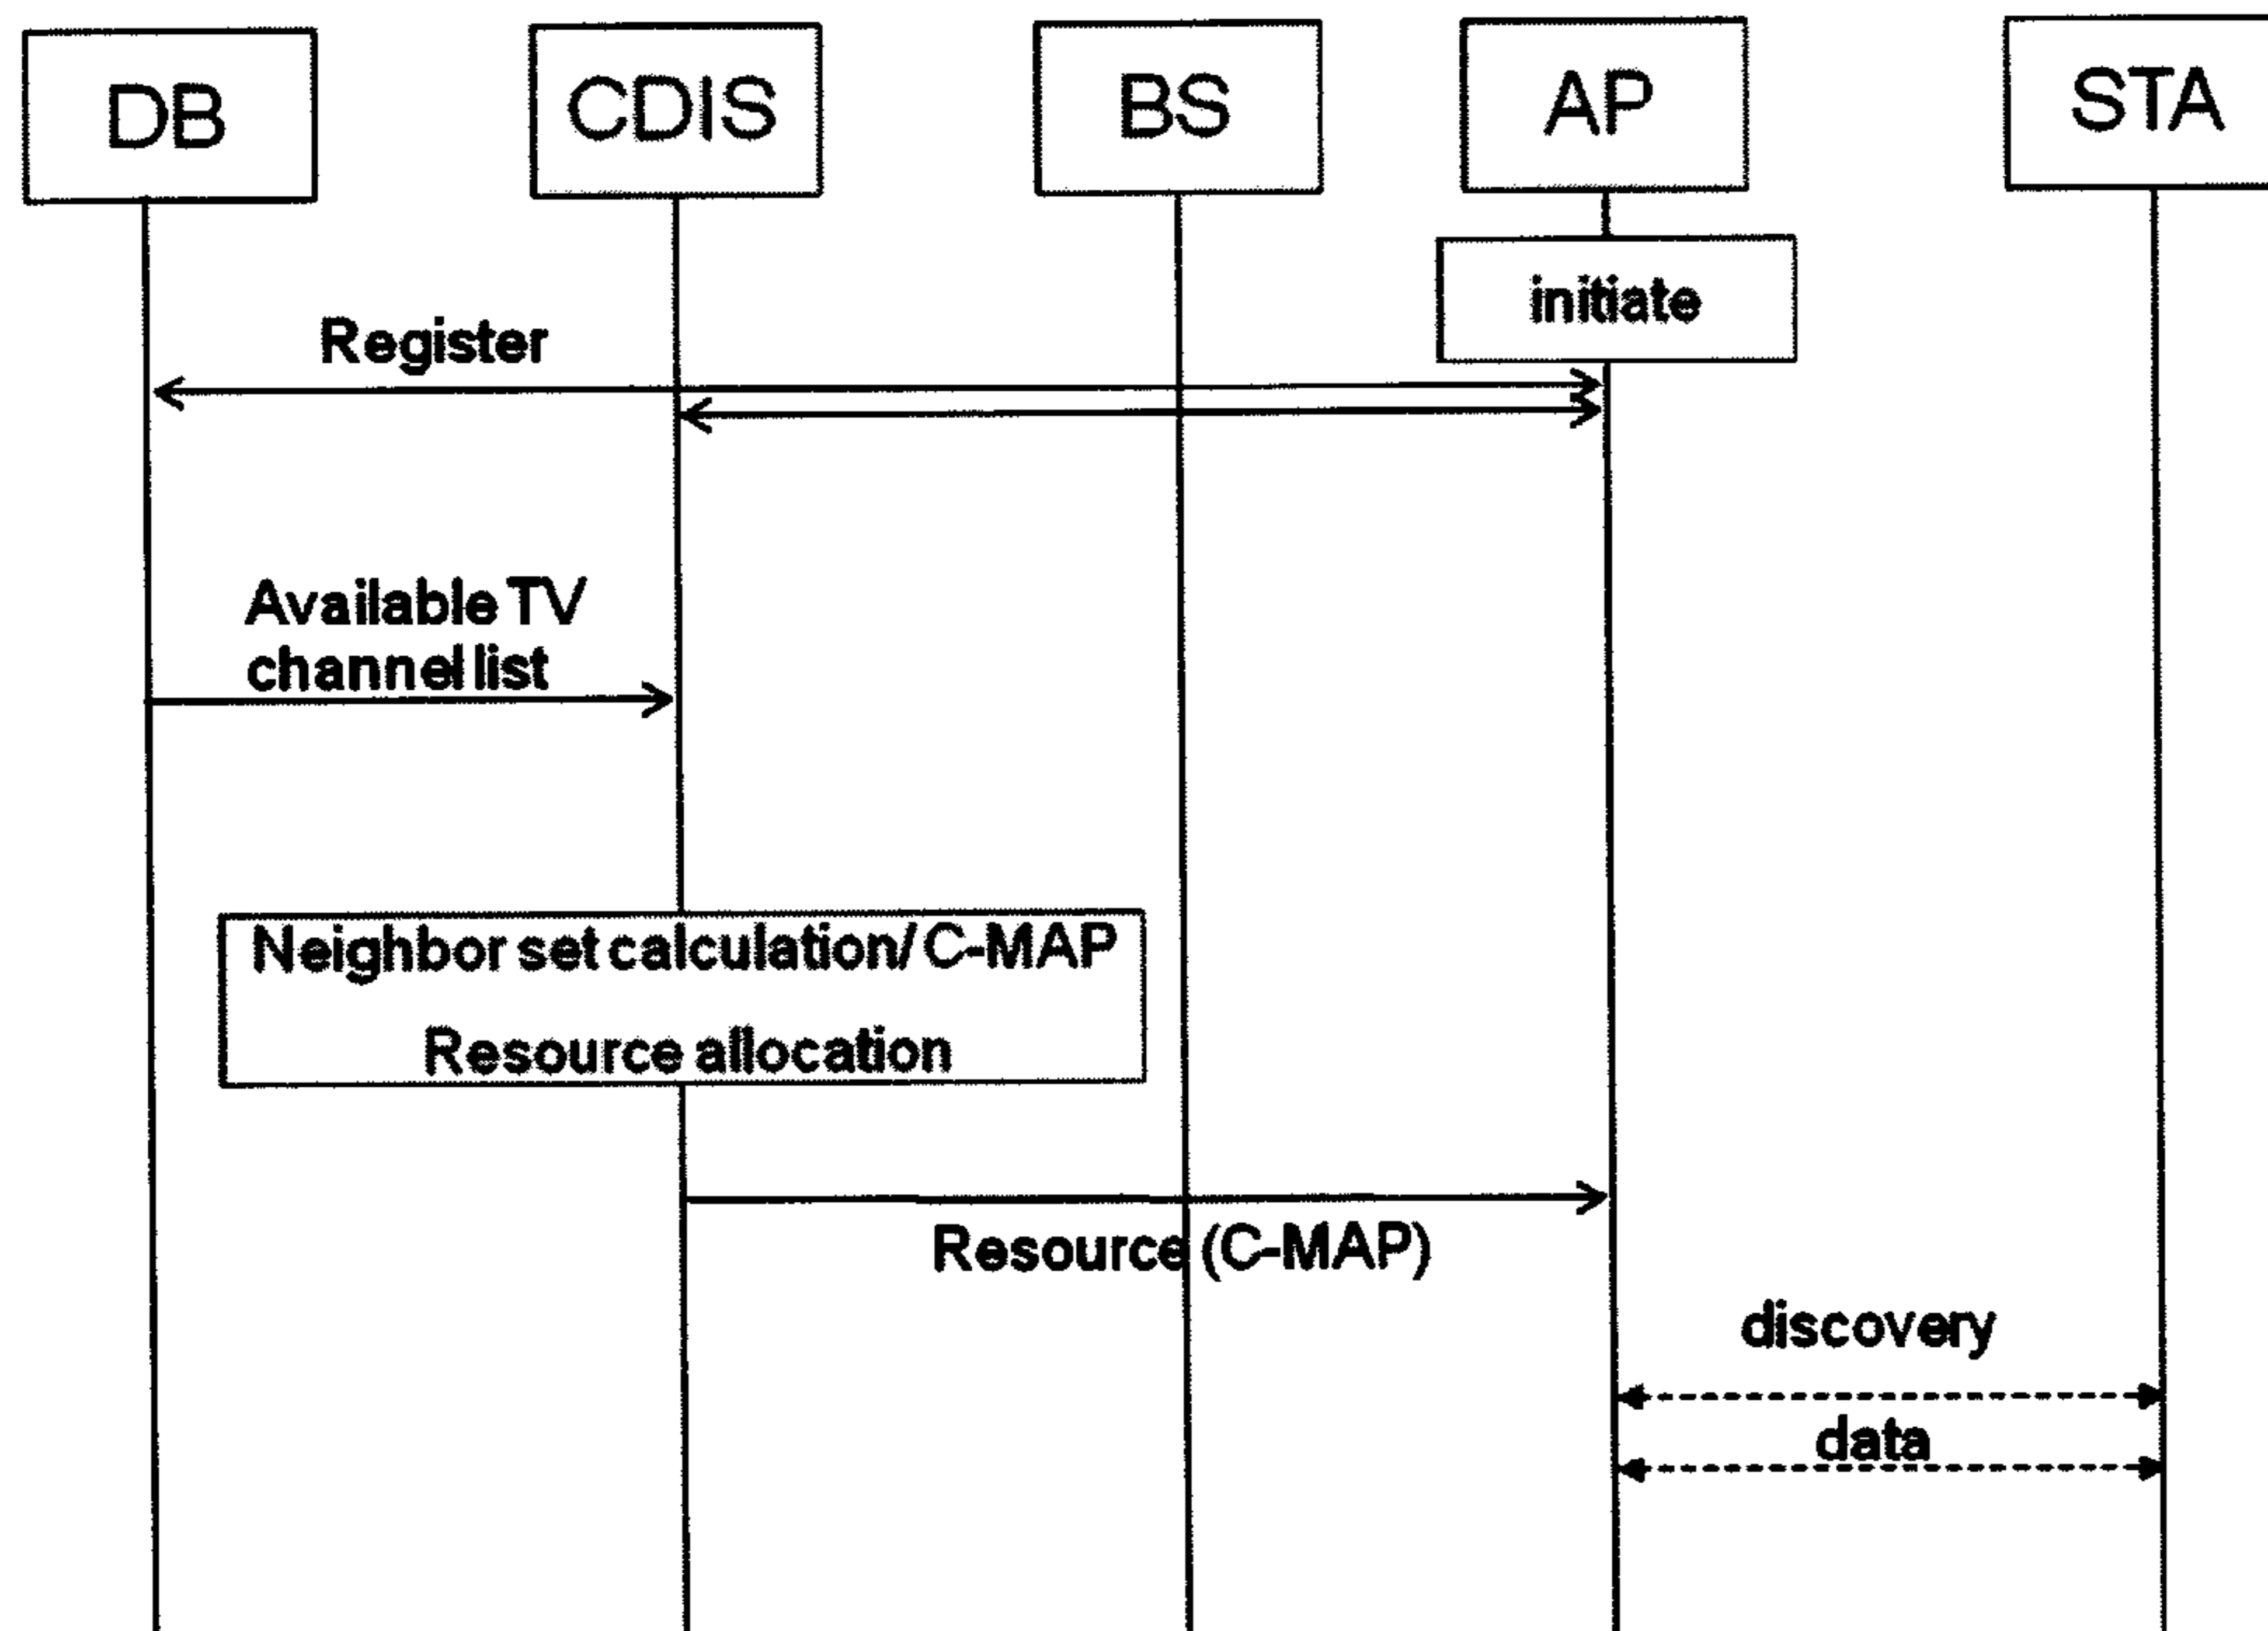 DB
CDIS
BS
AP
STA
initiate
Register
Available TV
channel list
Neighbor set calculation/ C-MAP
Resource allocation
Resource (C-MAP)
discovery
data